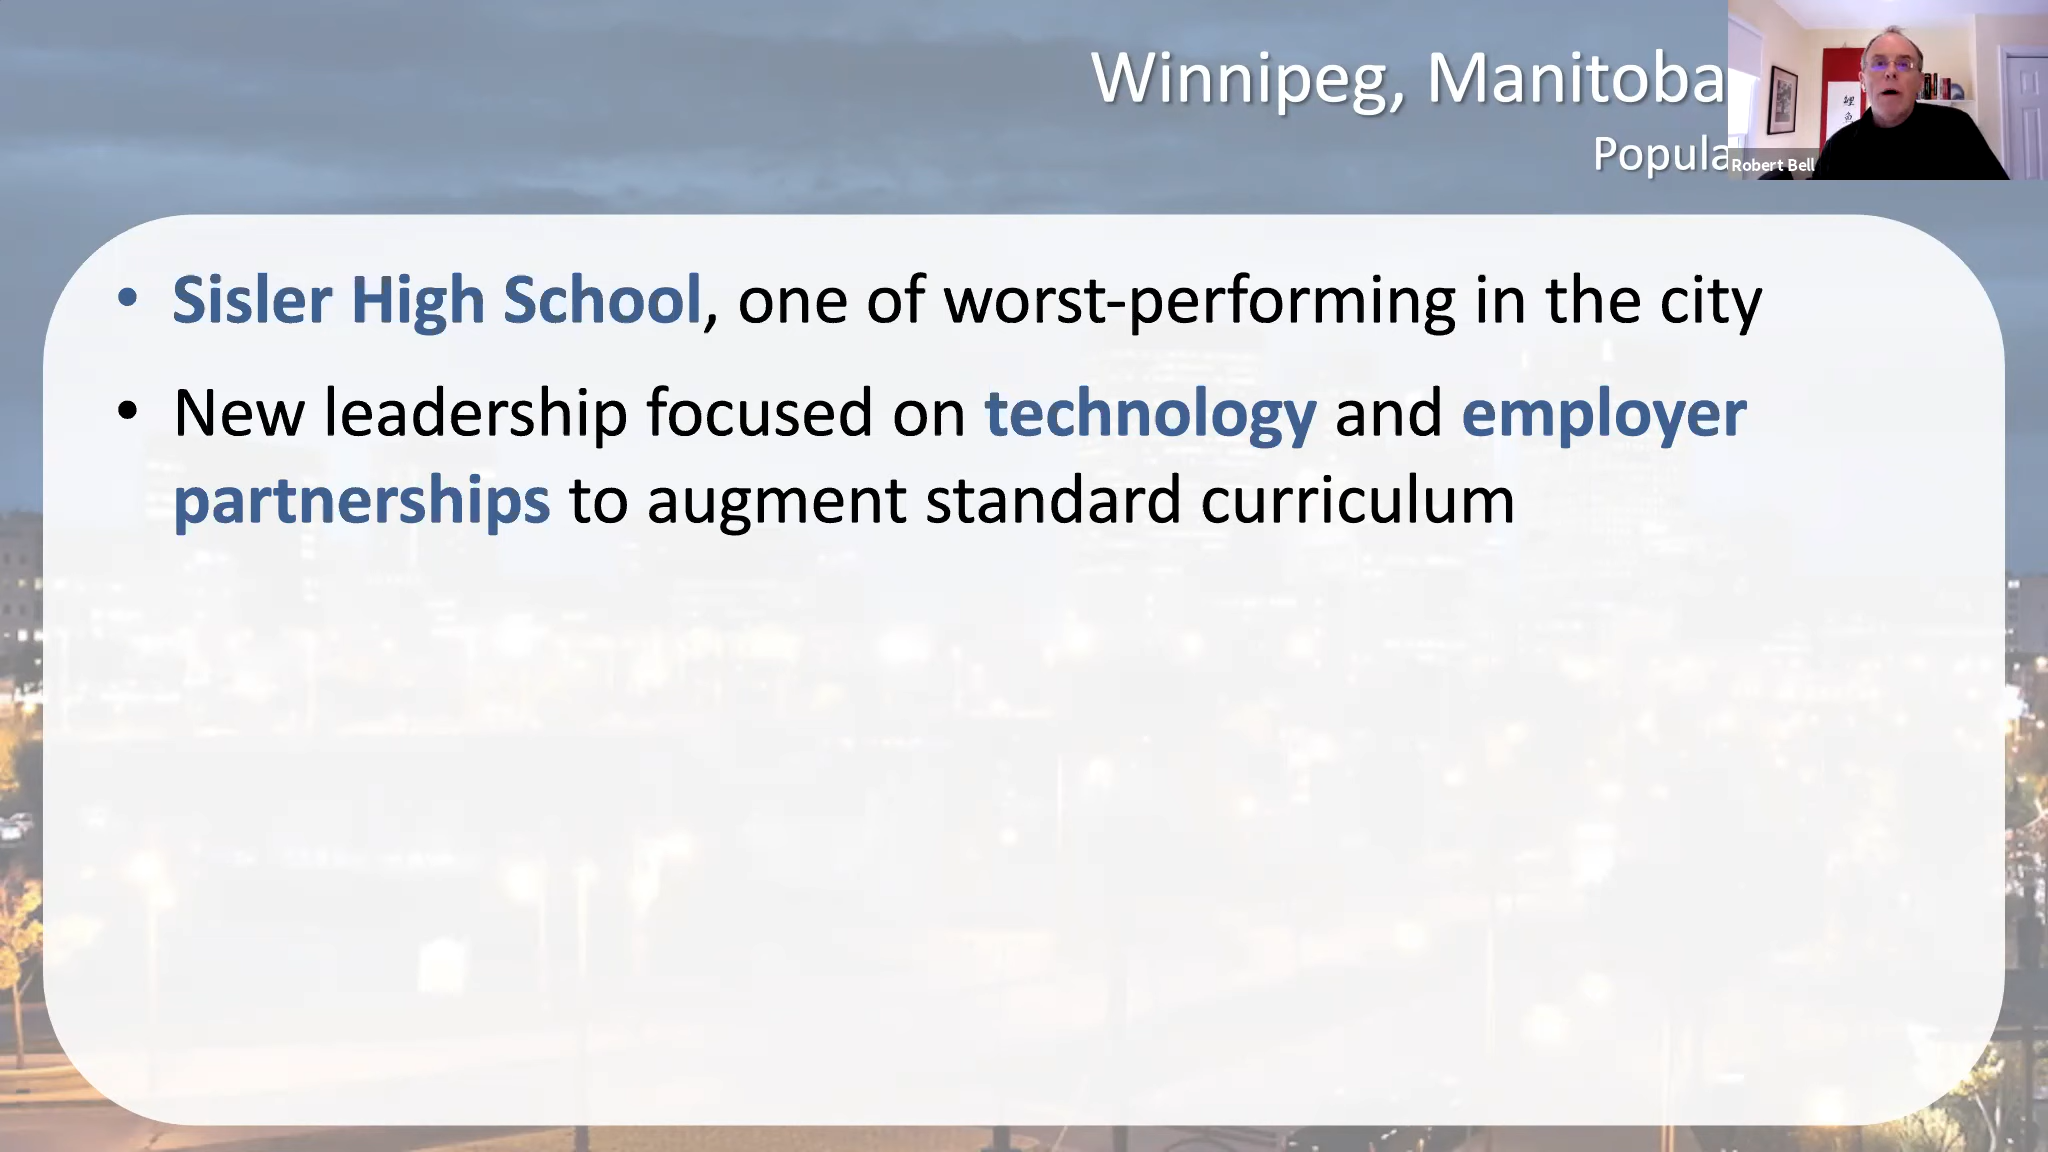 Winnipeg, Manitoba
Robert Bell
• Sisler High School, one of worst-performing in the city
• New leadership focused on technology and employer
partnerships to augment standard curriculum